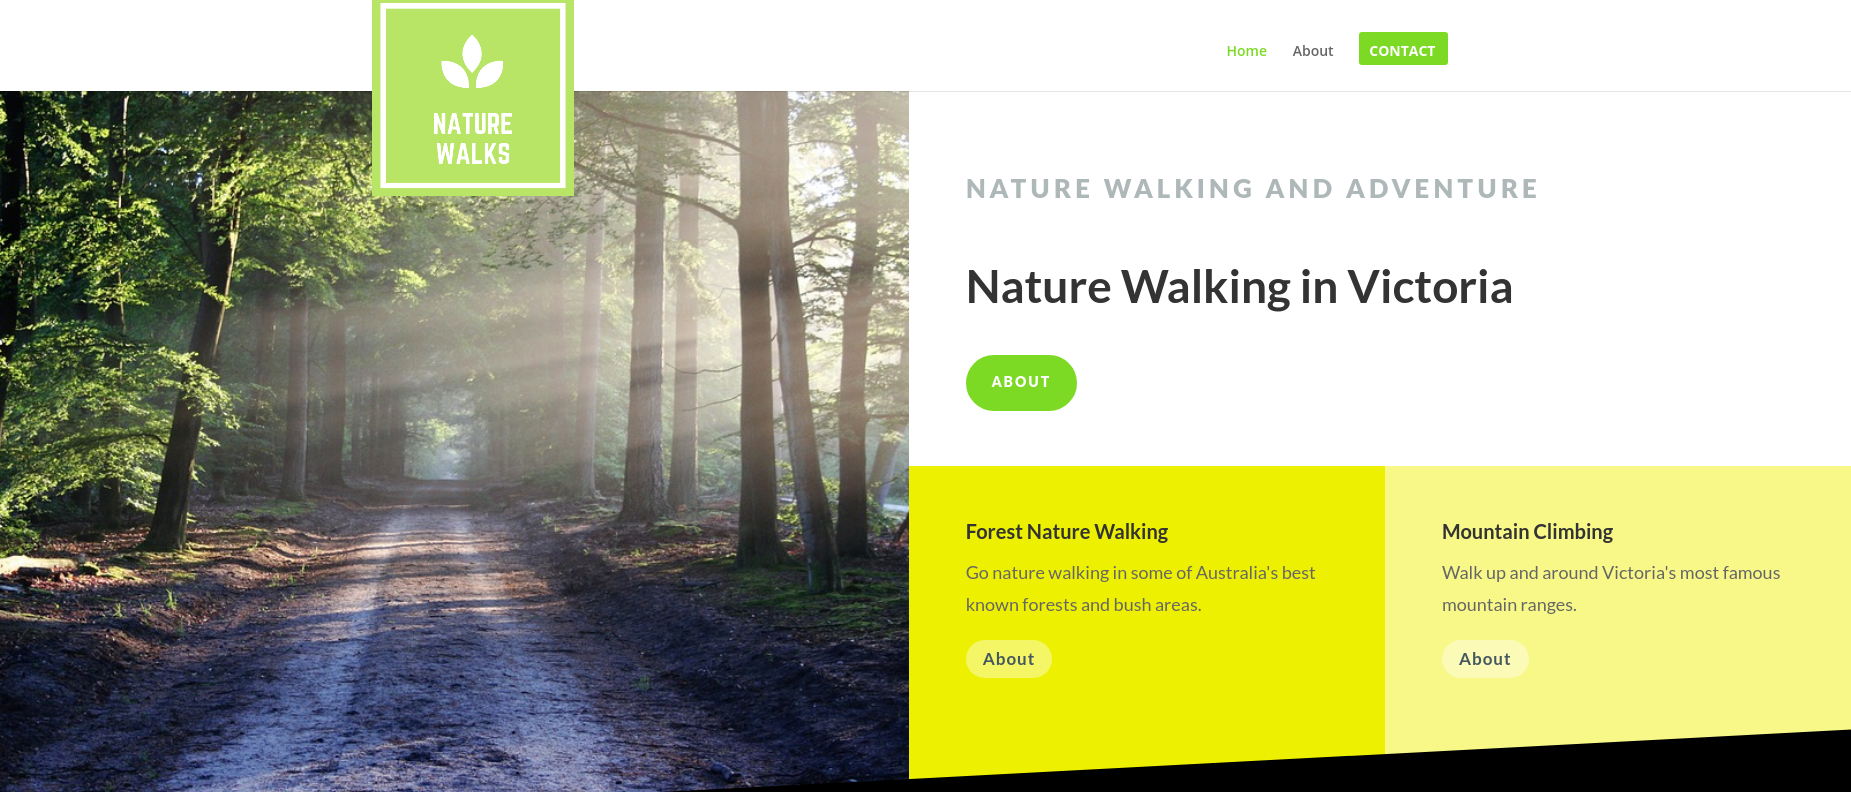 NATURE
WALKS
Home
About
CONTACT
NATURE WALKING AND ADVENTURE
Nature Walking in Victoria
ABOUT
Forest Nature Walking
Go nature walking in some of Australia's best
known forests and bush areas.
About
Mountain Climbing
Walk up and around Victoria's most famous
mountain ranges.
About